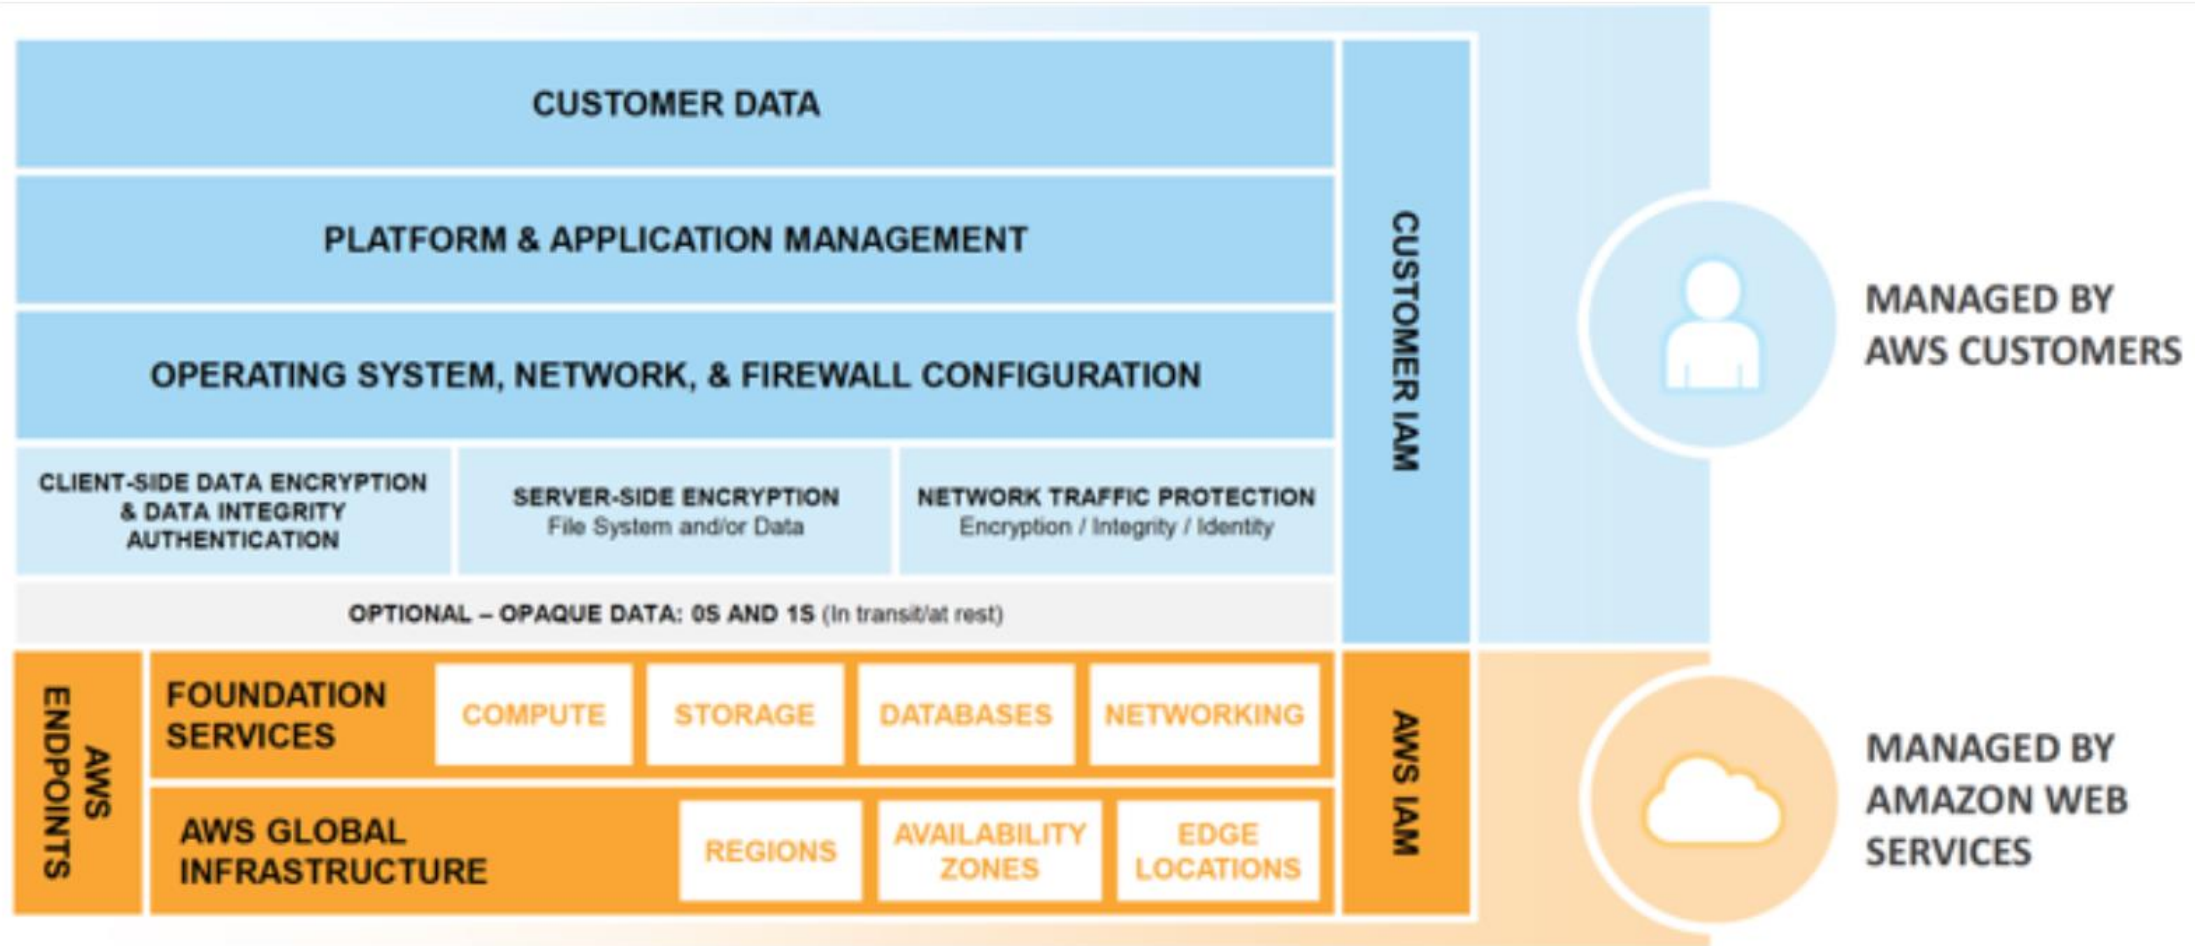 CUSTOMER DATA
PLATFORM & APPLICATION MANAGEMENT
OPERATING SYSTEM, NETWORK, & FIREWALL CONFIGURATION
CLIENT-SIDE DATA ENCRYPTION
& DATA INTEGRITY
AUTHENTICATION
SERVER-SIDE ENCRYPTION
File System and/or Data
NETWORK TRAFFIC PROTECTION
Encryption / Integrity / Identity
OPTIONAL – OPAQUE DATA: 0S AND 1S (In transit/at rest)
CUSTOMER IAM
MANAGED BY
AWS CUSTOMERS
AWS
ENDPOINTS
FOUNDATION
SERVICES
COMPUTE
STORAGE
DATABASES
NETWORKING
AWS GLOBAL
INFRASTRUCTURE
REGIONS
AVAILABILITY
ZONES
EDGE
LOCATIONS
AWS IAM
MANAGED BY
AMAZON WEB
SERVICES